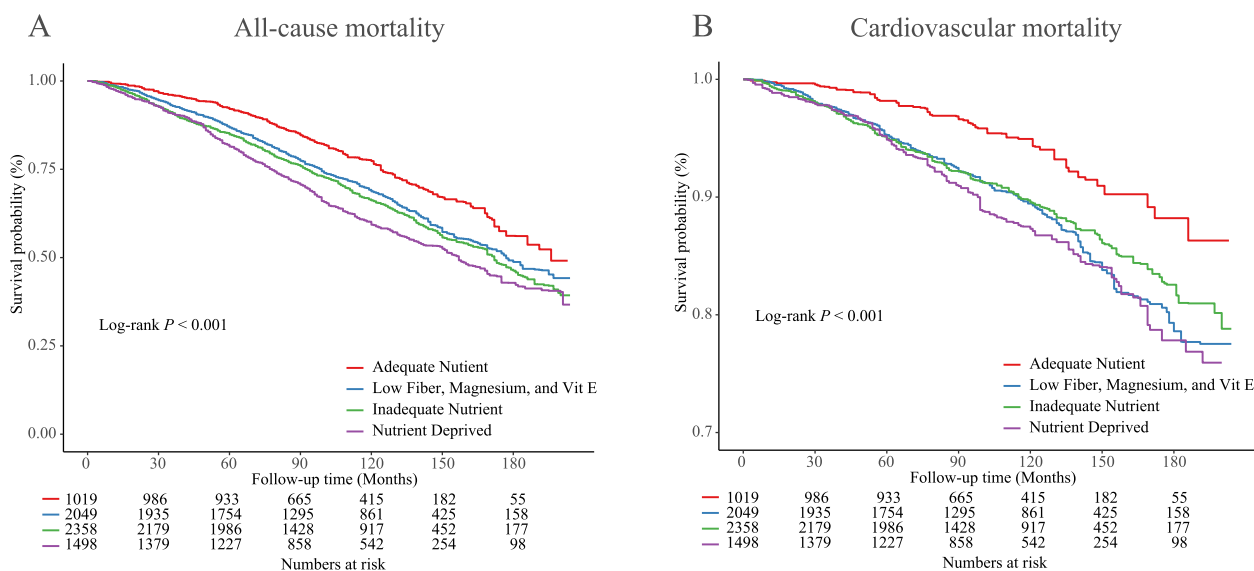 A
All-cause mortality
Survival probability (%)
1.00
0.75
0.50
0.25
0.00
Log-rank P < 0.001
Adequate Nutient
Low Fiber, Magnesium, and Vit E
Inadequate Nutrient
Nutrient Deprived
0 30 60 90 120 150 180
Follow-up time (Months)
1019 986 933 665 415 182 55
2049 1935 1754 1295 861 425 158
2358 2179 1986 1428 917 452 177
1498 1379 1227 858 542 254 98
Numbers at risk
B
Cardiovascular mortality
Survival probability (%)
1.0
0.9
0.8
0.7
Log-rank P < 0.001
Adequate Nutient
Low Fiber, Magnesium, and Vit E
Inadequate Nutrient
Nutrient Deprived
0 30 60 90 120 150 180
Follow-up time (Months)
1019 986 933 665 415 182 55
2049 1935 1754 1295 861 425 158
2358 2179 1986 1428 917 452 177
1498 1379 1227 858 542 254 98
Numbers at risk